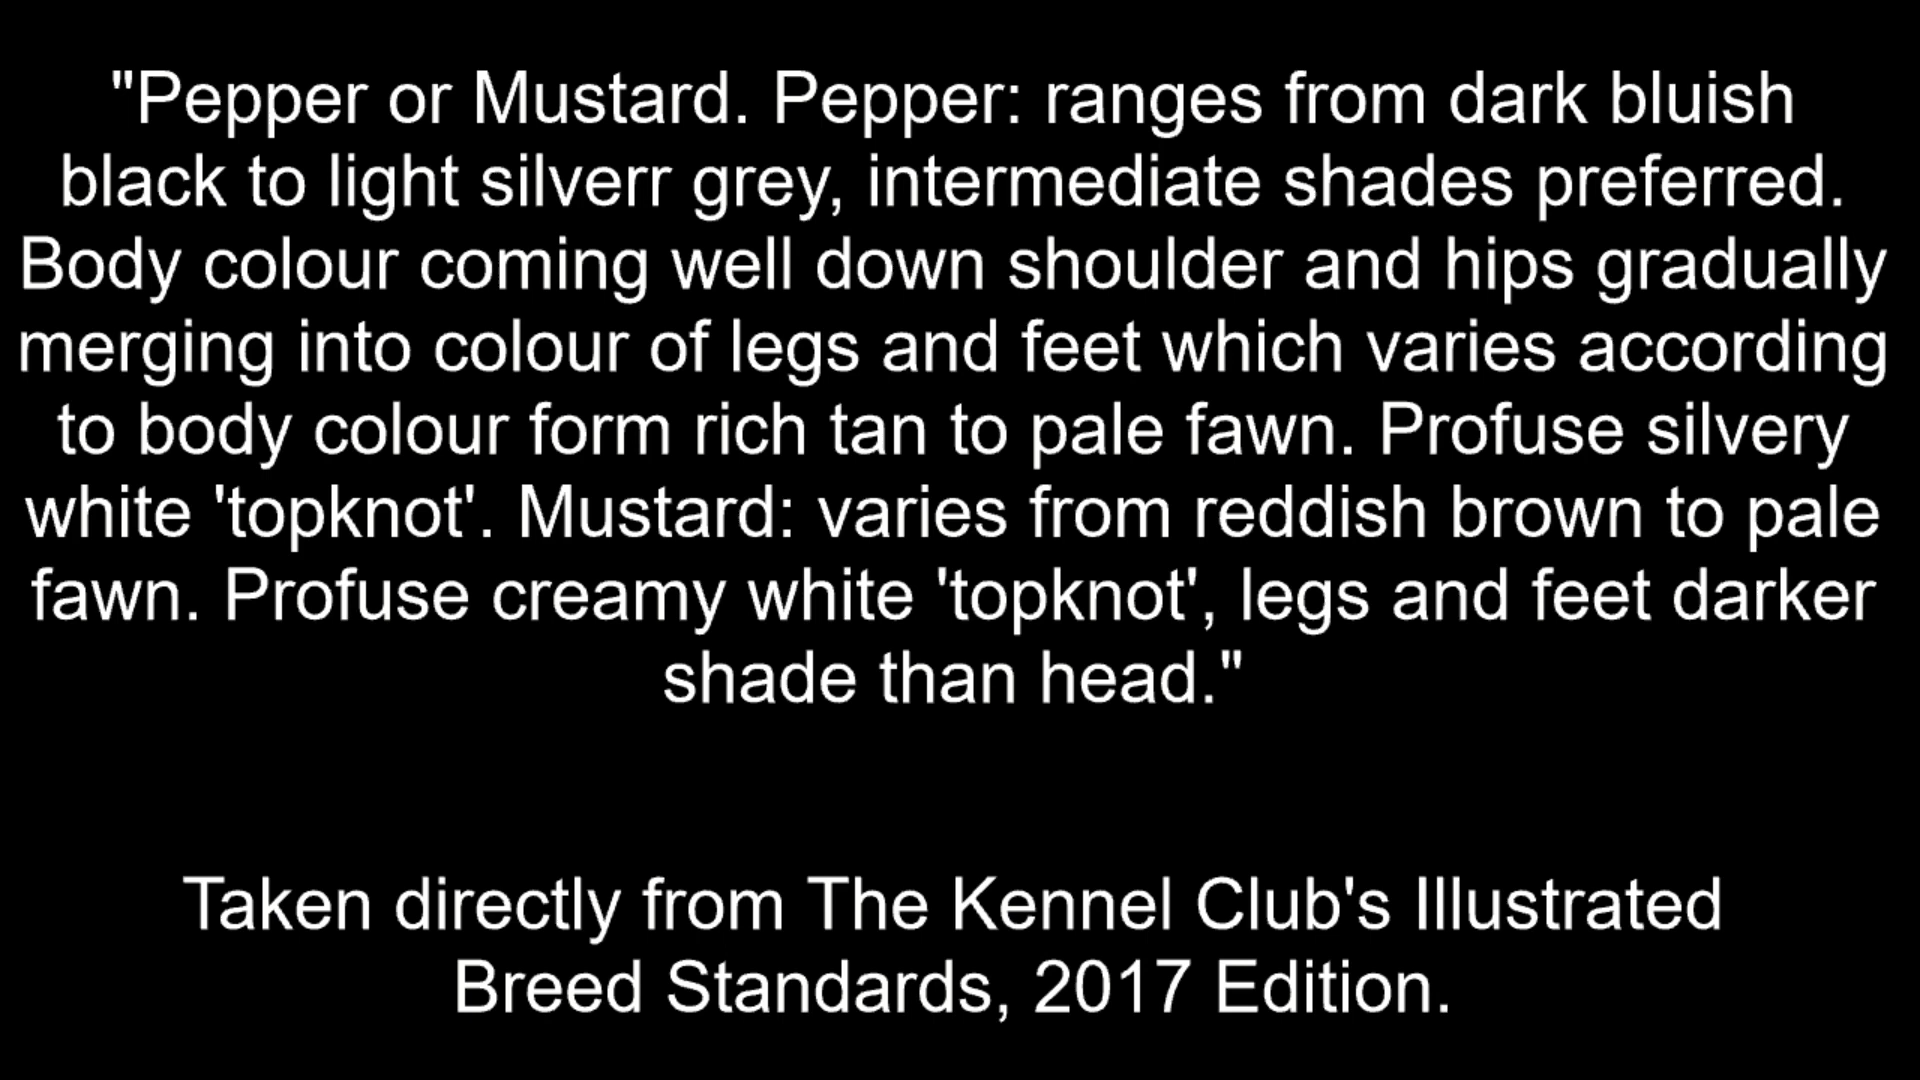 "Pepper or Mustard. Pepper: ranges from dark bluish
black to light silverr grey, intermediate shades preferred.
Body colour coming well down shoulder and hips gradually
merging into colour of legs and feet which varies according
to body colour form rich tan to pale fawn. Profuse silvery
white 'topknot'. Mustard: varies from reddish brown to pale
fawn. Profuse creamy white 'topknot', legs and feet darker
shade than head."
Taken directly from The Kennel Club's Illustrated
Breed Standards, 2017 Edition.